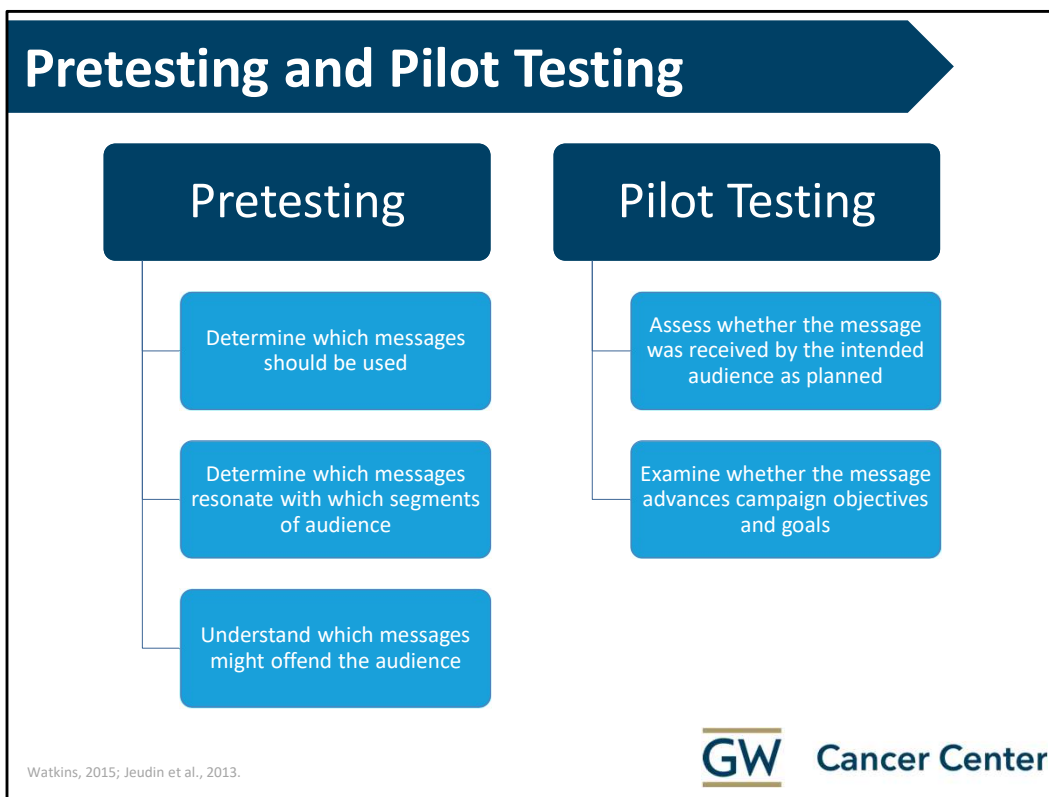 Pretesting and Pilot Testing
Pretesting
Determine which messages
should be used
Determine which messages
resonate with which segments
of audience
Understand which messages
might offend the audience
Pilot Testing
Assess whether the message
was received by the intended
audience as planned
Examine whether the message
advances campaign objectives
and goals
Watkins, 2015; Jeudin et al., 2013.
GW Cancer Center